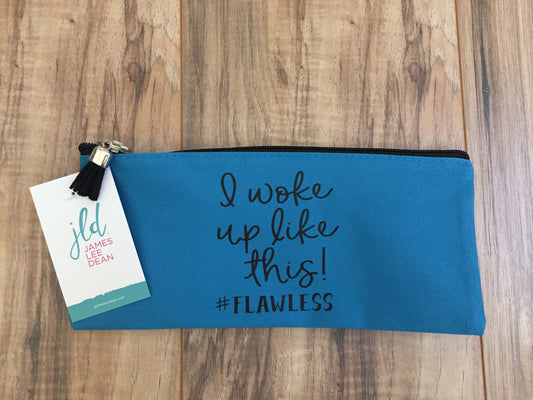 I woke
up like
this!
#FLAWLESS
jld
JAMES
LEE
DEAN